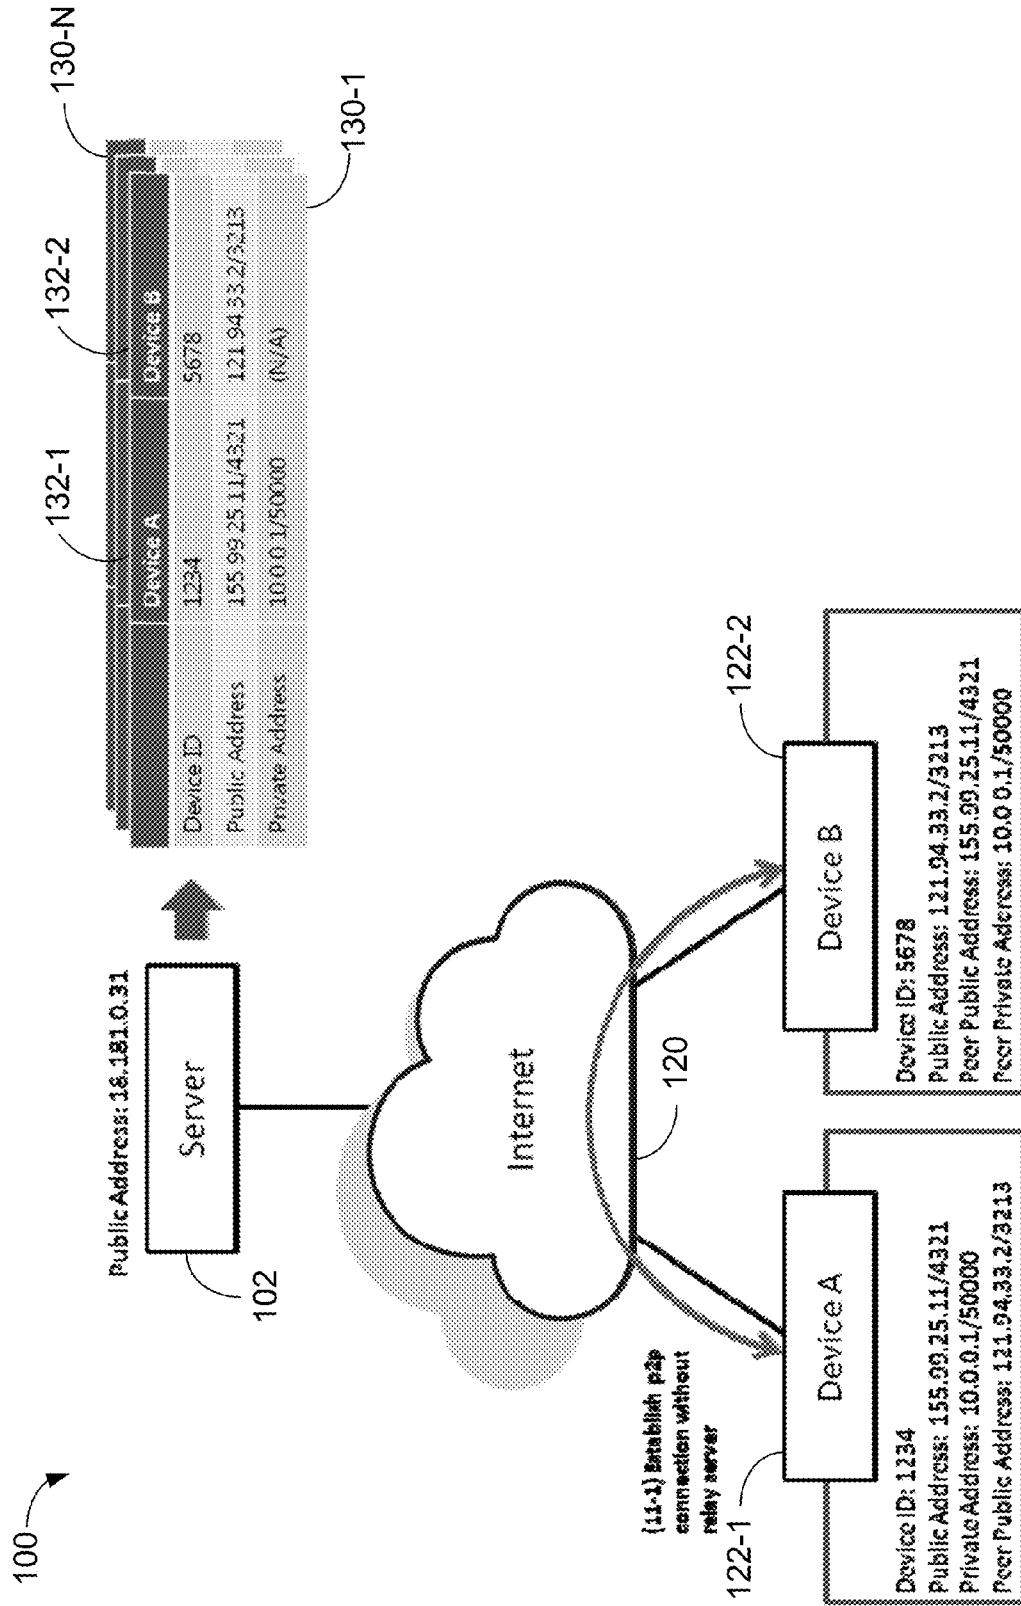 100
Public Address: 18.181.0.31
Server
102
132-1
132-2
130-N
Device A Device B
Device ID 1234 5678
Public Address 155.99.25.11/4321 121.94.33.2/3213
Private Address 10.0.0.1/50000 (N/A)
130-1
Internet
120
(11-1) Establish p2p
connection without
relay server
122-1
Device A
122-2
Device B
Device ID: 1234
Public Address: 155.99.25.11/4321
Private Address: 10.0.0.1/50000
Peer Public Address: 121.94.33.2/3213
Device ID: 5678
Public Address: 121.94.33.2/3213
Peer Public Address: 155.99.25.11/4321
Peer Private Address: 10.0.0.1/50000